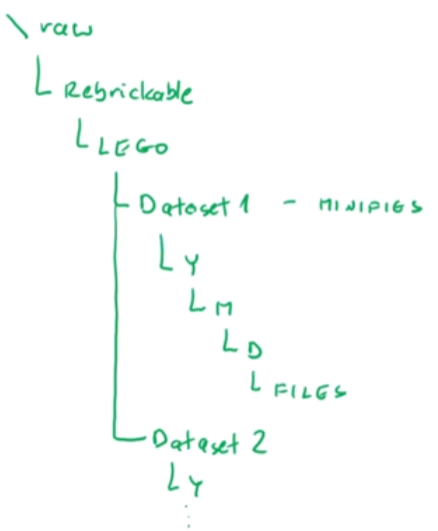 \ raw
Rebrickable
LEGO
Dataset 1 - MINIFIGS
Y
M
D
FILES
Dataset 2
Y